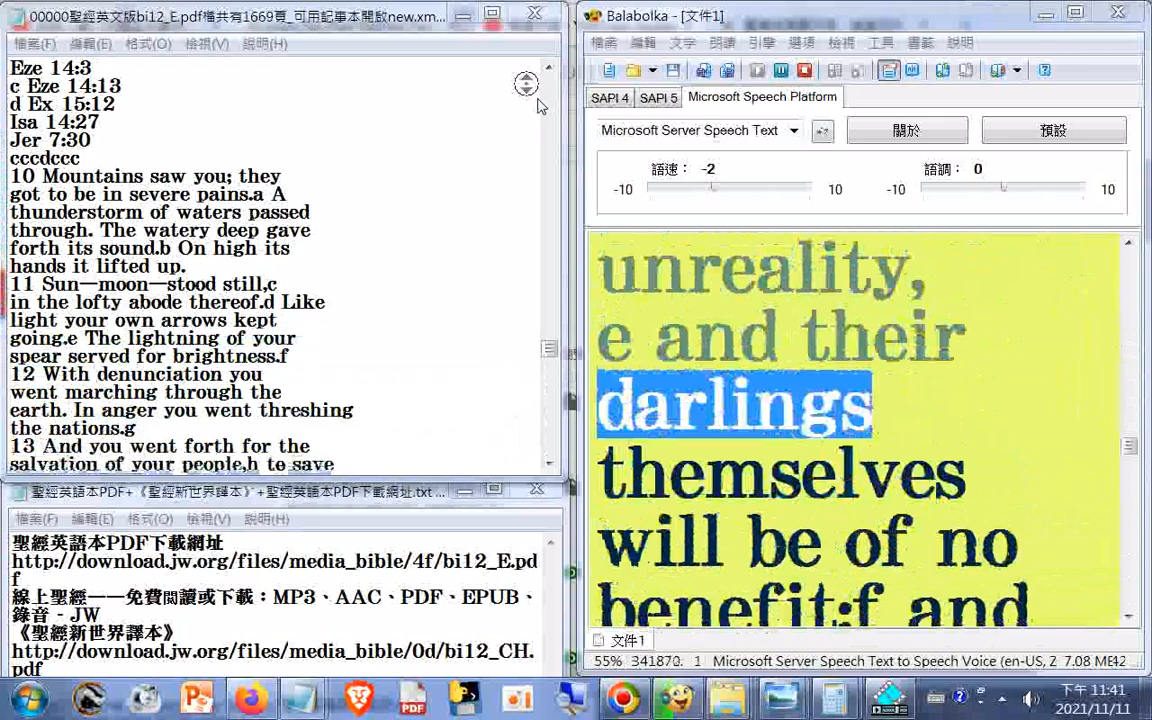 00000聖經英文版bi12_E.pdf檔共有1669頁_可用記事本開啟new.xm...
檔案(F) 編輯(E) 格式(O) 檢視(V) 說明(H)
Eze 14:3
c Eze 14:13
d Ex 15:12
Isa 14:27
Jer 7:30
cccdccc
10 Mountains saw you; they
got to be in severe pains.a A
thunderstorm of waters passed
through. The watery deep gave
forth its sound.b On high its
hands it lifted up.
11 Sun—moon—stood still,c
in the lofty abode thereof.d Like
light your own arrows kept
going.e The lightning of your
spear served for brightness.f
12 With denunciation you
went marching through the
earth. In anger you went threshing
the nations.g
13 And you went forth for the
salvation of your people,h to save
聖經英語本PDF+《聖經新世界譯本》+聖經英語本PDF下載網址.txt ...
檔案(F) 編輯(E) 格式(O) 檢視(V) 說明(H)
聖經英語本PDF下載網址
http://download.jw.org/files/media_bible/4f/bi12_E.pd
f
線上聖經——免費閱讀或下載：MP3、AAC、PDF、EPUB、
錄音 - JW
《聖經新世界譯本》
http://download.jw.org/files/media_bible/0d/bi12_CH.
pdf
Balabolka - [文件1]
檔案 編輯 文字 朗讀 引擎 選項 檢視 工具 書籤 說明
SAPI 4 SAPI 5 Microsoft Speech Platform
Microsoft Server Speech Text 關於 預設
語速: -2 語調: 0
-10 10 -10 10
unreality,
e and their
darlings
themselves
will be of no
benefit;f and
文件1
55% 341870: 1 Microsoft Server Speech Text to Speech Voice (en-US, Z 7.08 ME42
下午 11:41
2021/11/11